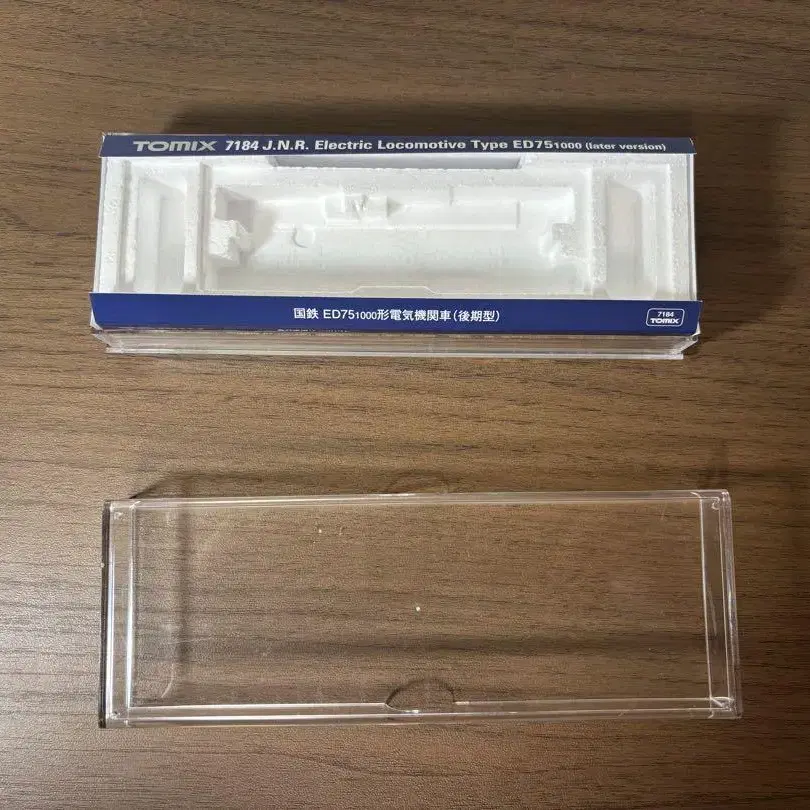 TOMIX 7184 J.N.R. Electric Locomotive Type ED751000 (later version)
国鉄 ED751000形電気機関車(後期型)
7184
TOMIX